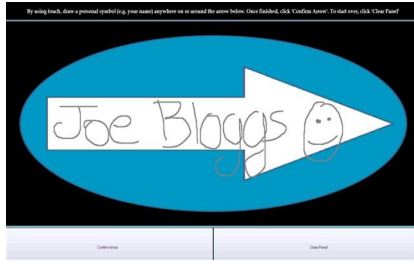 By using touch, draw a personal symbol (e.g. your name) anywhere on or around the arrow below. Once finished, click 'Confirm Arrow'. To start over, click 'Clear Panel'
Joe Bloggs
Confirm Arrow
Clear Panel